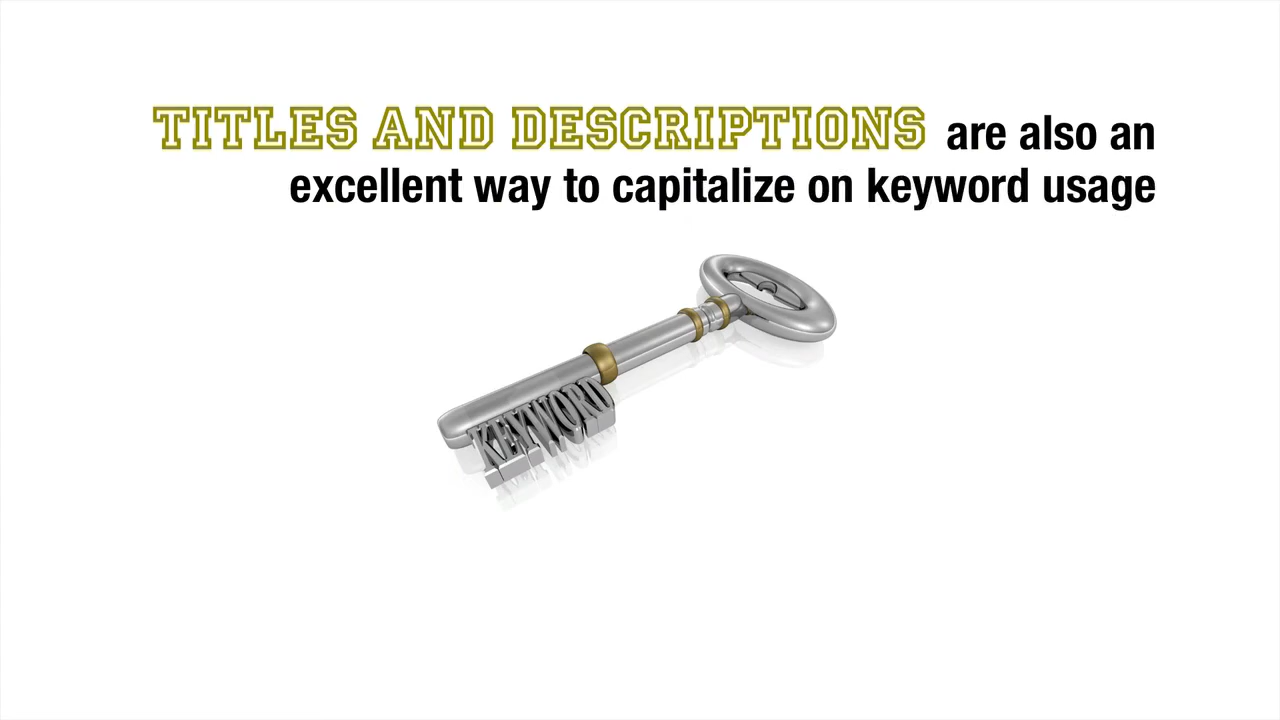 TITLES AND DESCRIPTIONS are also an
excellent way to capitalize on keyword usage
KEYWORD